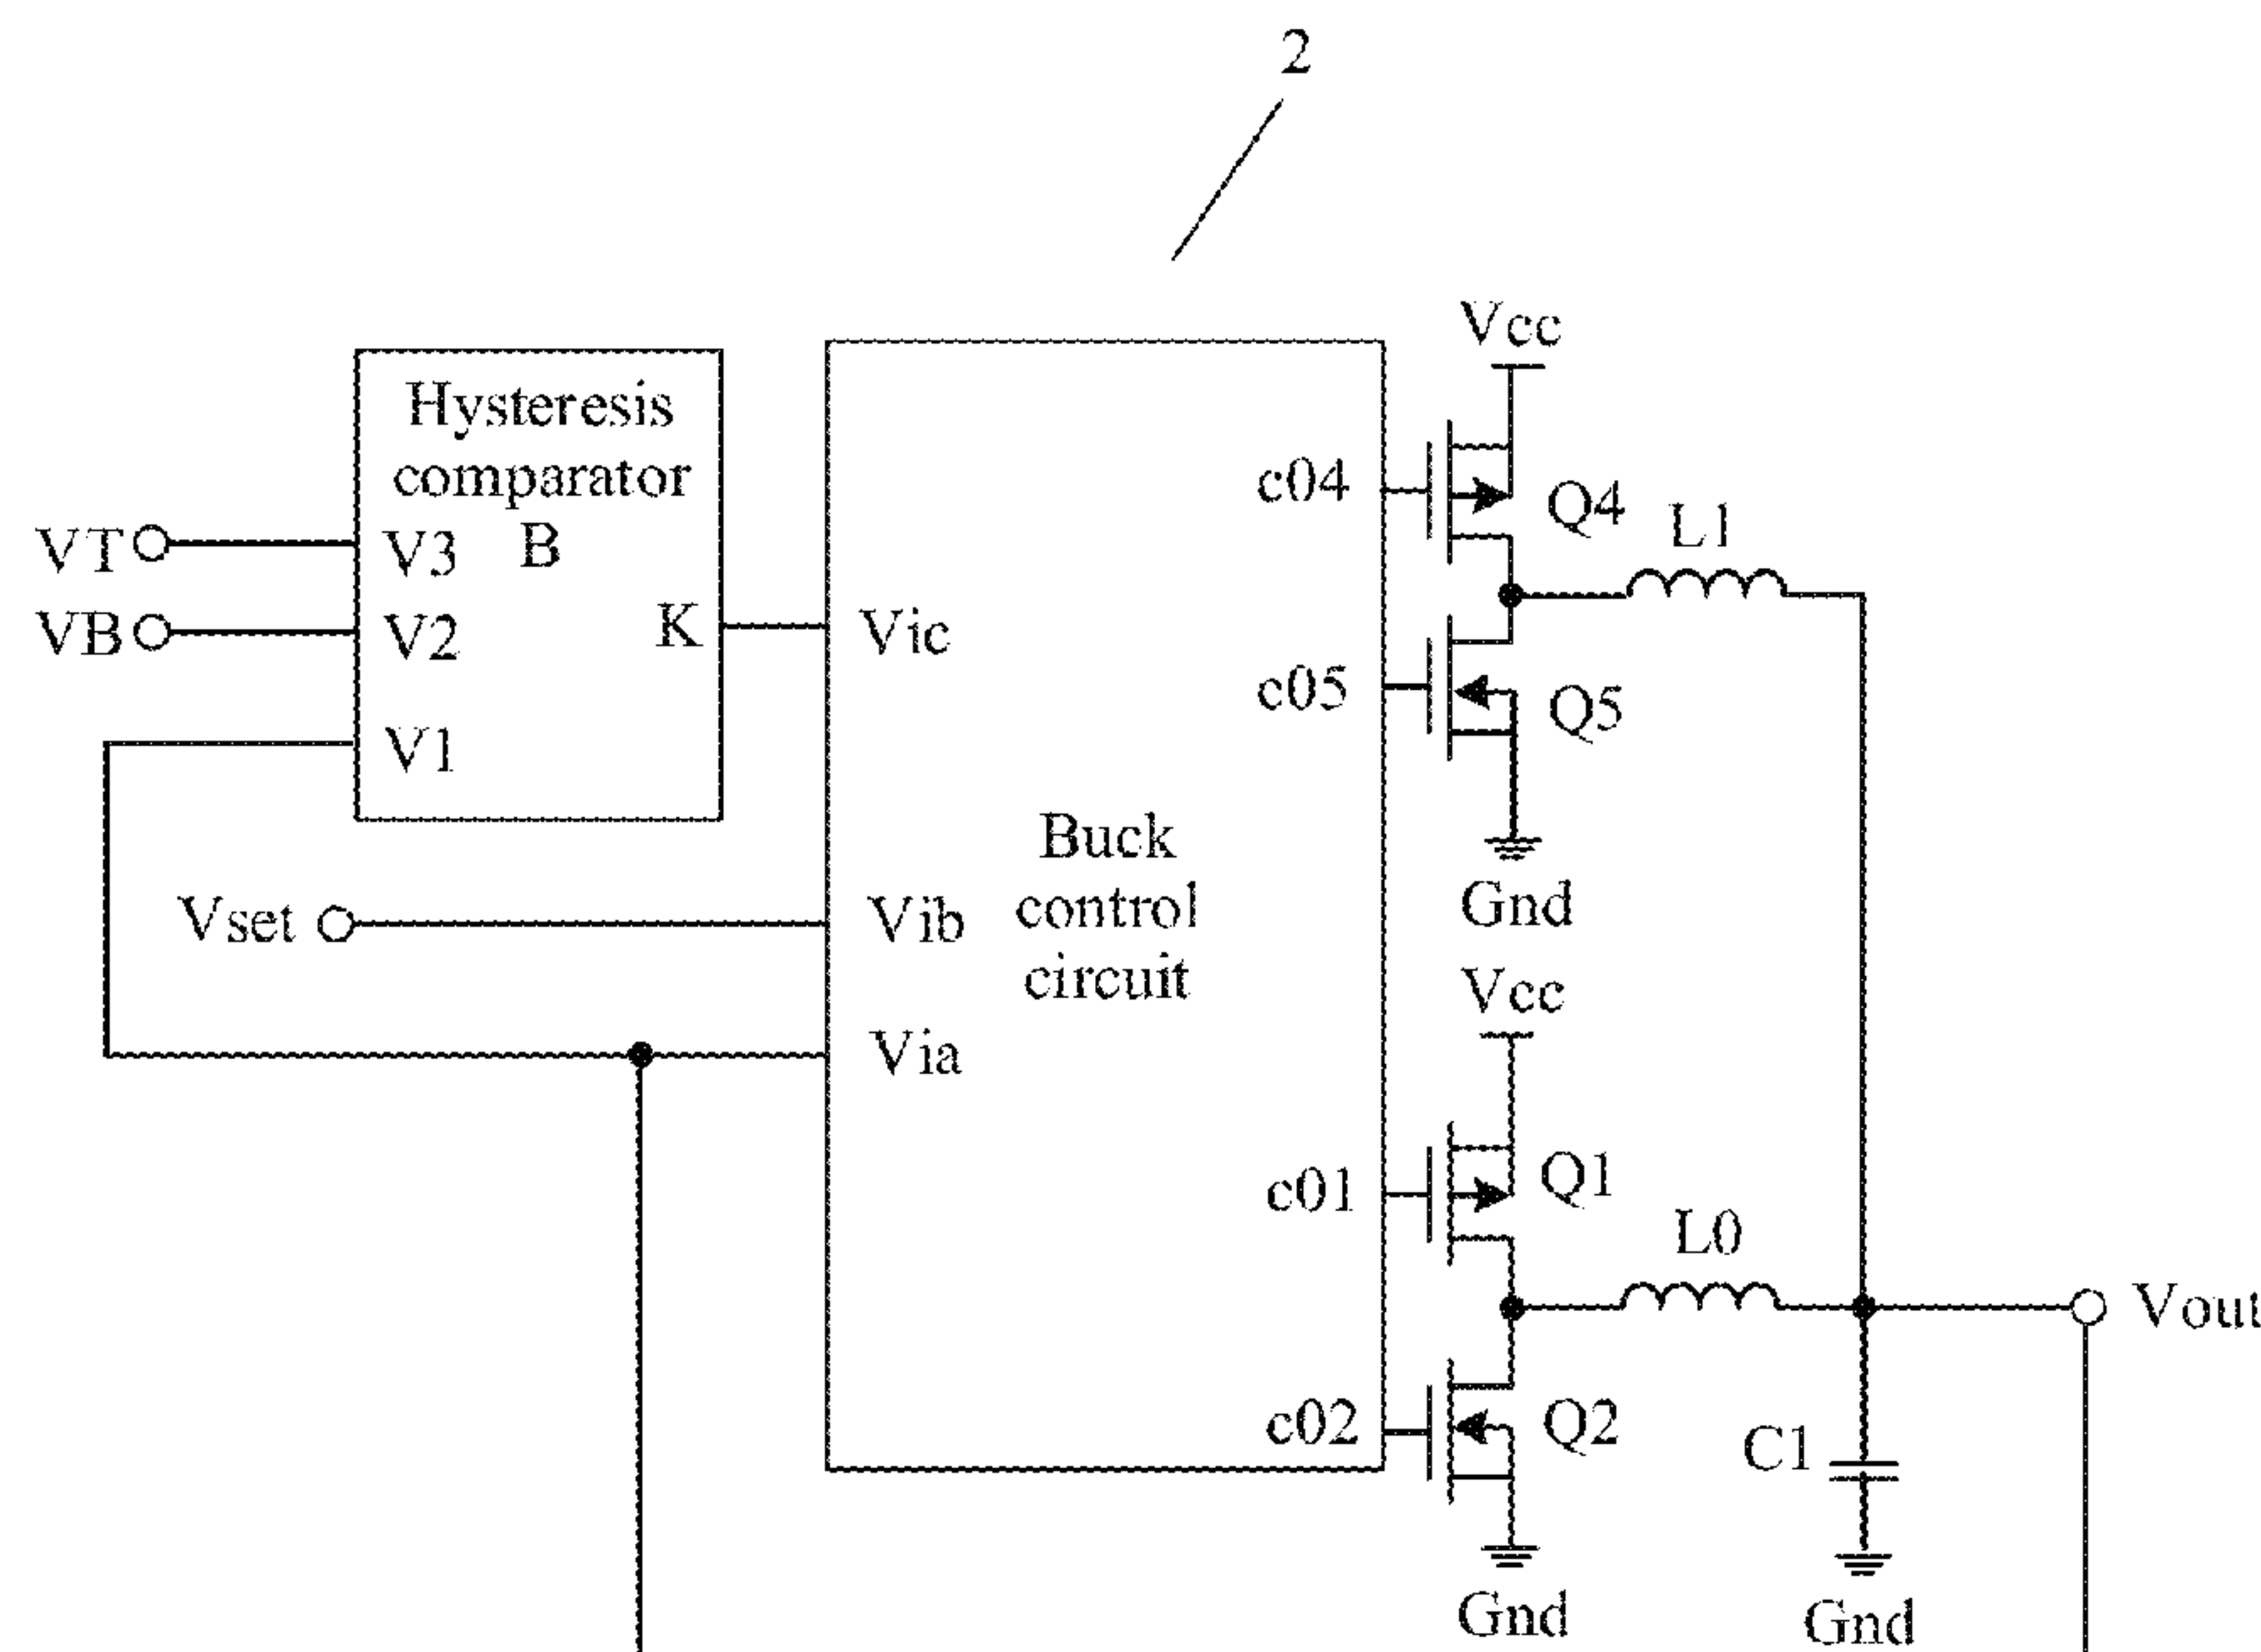 2
Vcc
Hysteresis
comparator
B
c04
Q4
L1
VT
V3
VB
V2
K
Vic
c05
Q5
V1
Buck
control
circuit
Gnd
Vset
Vib
Vcc
Via
c01
Q1
L0
Vout
c02
Q2
C1
Gnd
Gnd